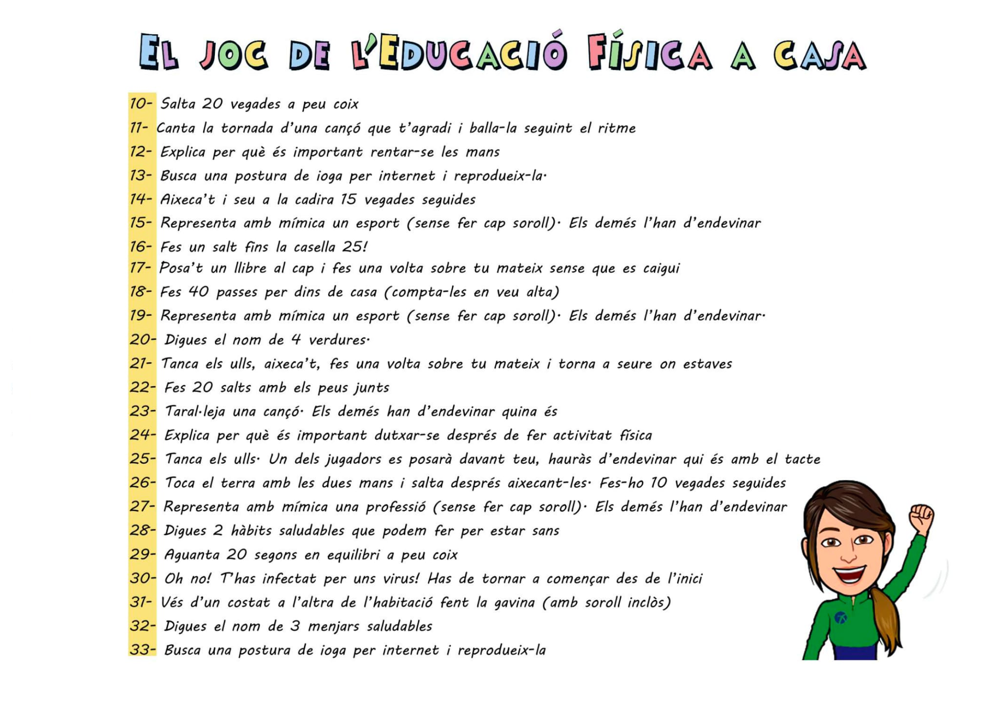 El joc de l'Educació Física a casa
10- Salta 20 vegades a peu coix
11- Canta la tornada d'una cançó que t'agradi i balla-la seguint el ritme
12- Explica per què és important rentar-se les mans
13- Busca una postura de ioga per internet i reprodueix-la·
14- Aixeca't i seu a la cadira 15 vegades seguides
15- Representa amb mímica un esport (sense fer cap soroll)· Els demés l'han d'endevinar
16- Fes un salt fins la casella 25!
17- Posa't un llibre al cap i fes una volta sobre tu mateix sense que es caigui
18- Fes 40 passes per dins de casa (compta-les en veu alta)
19- Representa amb mímica un esport (sense fer cap soroll)· Els demés l'han d'endevinar·
20- Digues el nom de 4 verdures·
21- Tanca els ulls, aixeca't, fes una volta sobre tu mateix i torna a seure on estaves
22- Fes 20 salts amb els peus junts
23- Taral·leja una cançó· Els demés han d'endevinar quina és
24- Explica per què és important dutxar-se després de fer activitat física
25- Tanca els ulls· Un dels jugadors es posarà davant teu, hauràs d'endevinar qui és amb el tacte
26- Toca el terra amb les dues mans i salta després aixecant-les· Fes-ho 10 vegades seguides
27- Representa amb mímica una professió (sense fer cap soroll)· Els demés l'han d'endevinar
28- Digues 2 hàbits saludables que podem fer per estar sans
29- Aguanta 20 segons en equilibri a peu coix
30- Oh no! T'has infectat per uns virus! Has de tornar a començar des de l'inici
31- Vés d'un costat a l'altra de l'habitació fent la gavina (amb soroll inclòs)
32- Digues el nom de 3 menjars saludables
33- Busca una postura de ioga per internet i reprodueix-la